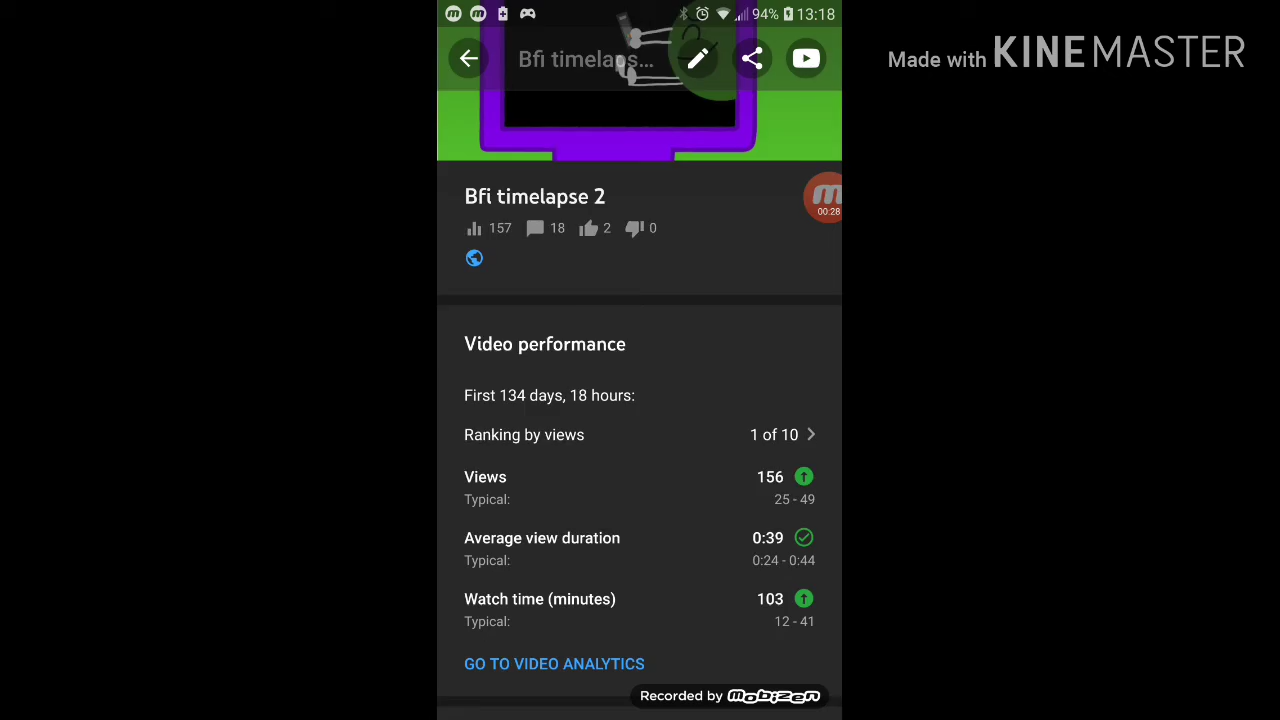 94% 13:18
Bfi timelaps...
Made with KINEMASTER
Bfi timelapse 2
00:28
157 18 2 0
Video performance
First 134 days, 18 hours:
Ranking by views 1 of 10
Views 156
Typical: 25 - 49
Average view duration 0:39
Typical: 0:24 - 0:44
Watch time (minutes) 103
Typical: 12 - 41
GO TO VIDEO ANALYTICS
Recorded by mobizen